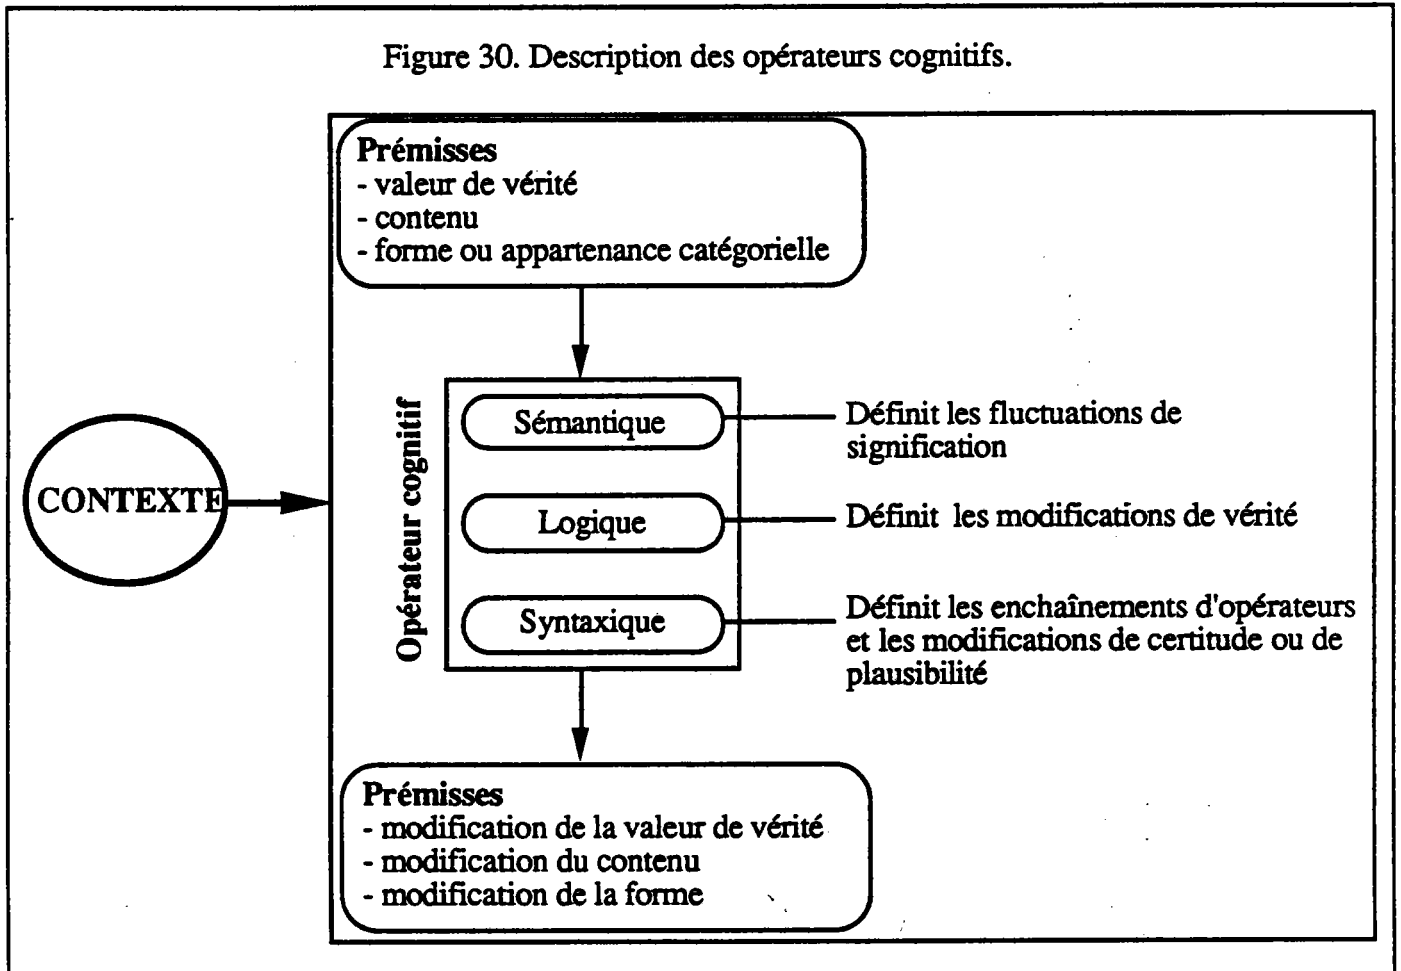 Figure 30. Description des opérateurs cognitifs.
Prémisses
- valeur de vérité
- contenu
- forme ou appartenance catégorielle
CONTEXTE
Opérateur cognitif
Sémantique
Définit les fluctuations de
signification
Logique
Définit les modifications de vérité
Syntaxique
Définit les enchaînements d'opérateurs
et les modifications de certitude ou de
plausibilité
Prémisses
- modification de la valeur de vérité
- modification du contenu
- modification de la forme